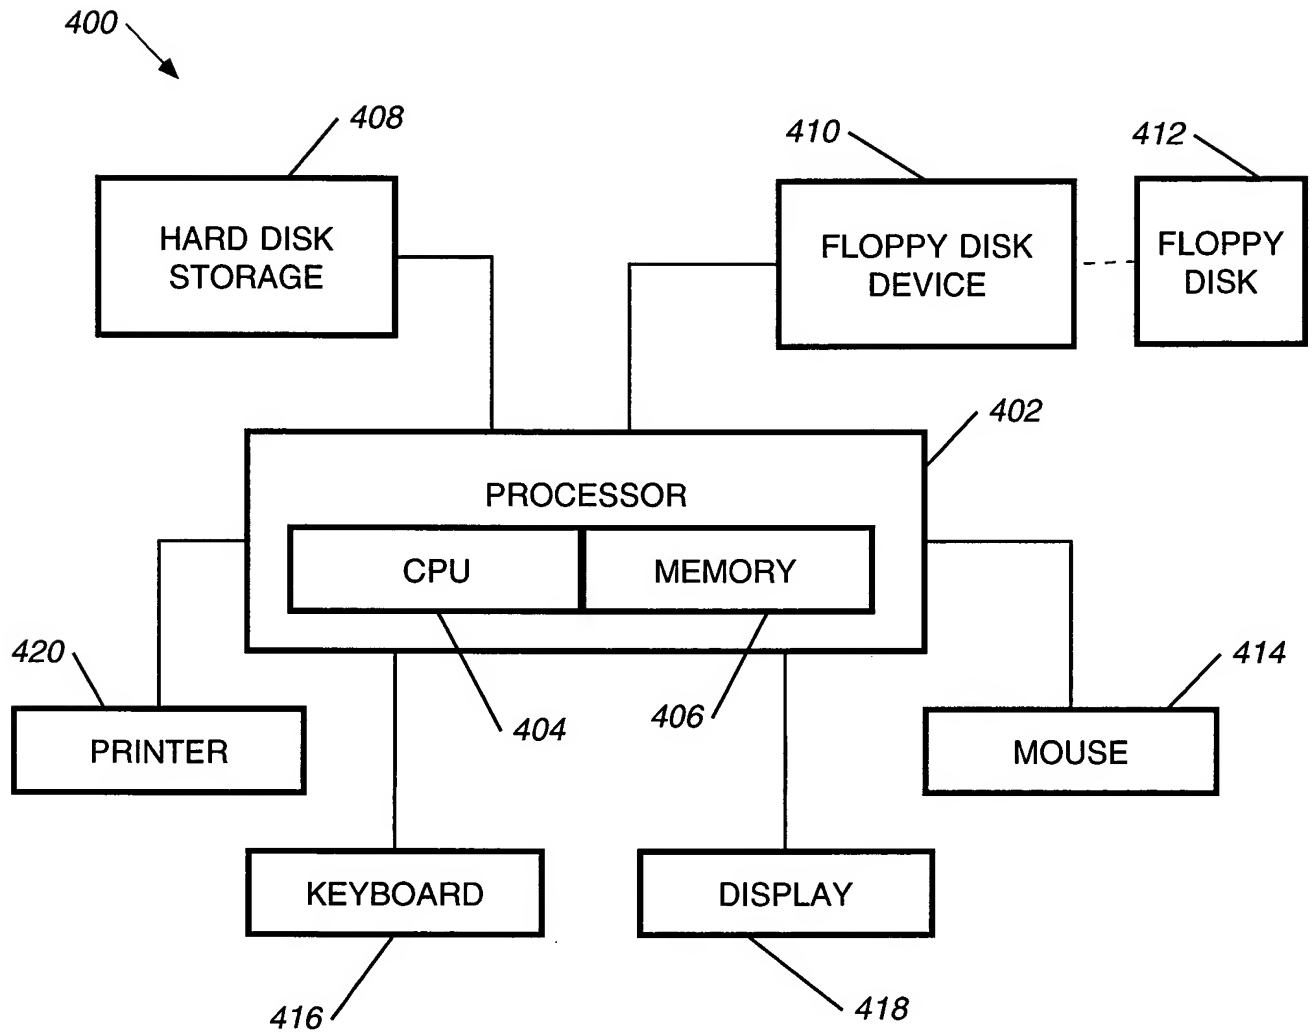 400
408
410
412
HARD DISK
STORAGE
FLOPPY DISK
DEVICE
FLOPPY
DISK
402
PROCESSOR
CPU
MEMORY
420
404
406
414
PRINTER
MOUSE
KEYBOARD
DISPLAY
416
418